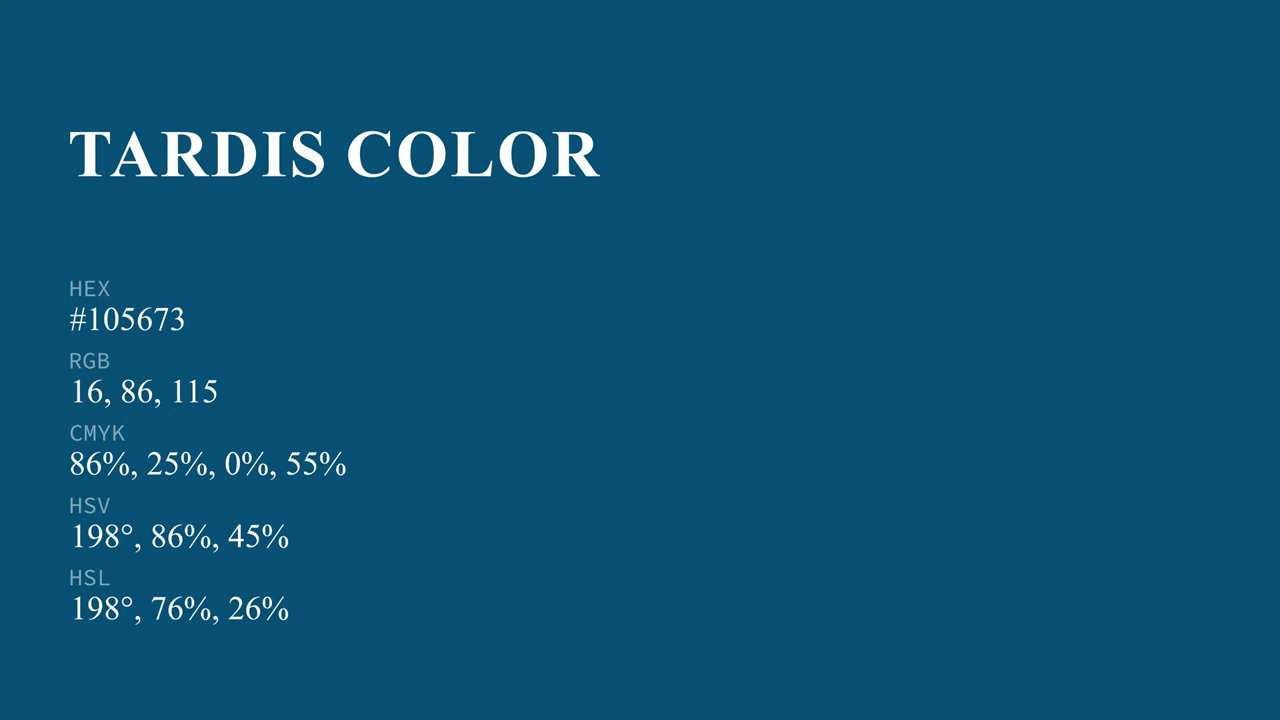 TARDIS COLOR
HEX
#105673
RGB
16, 86, 115
CMYK
86%, 25%, 0%, 55%
HSV
198°, 86%, 45%
HSL
198°, 76%, 26%